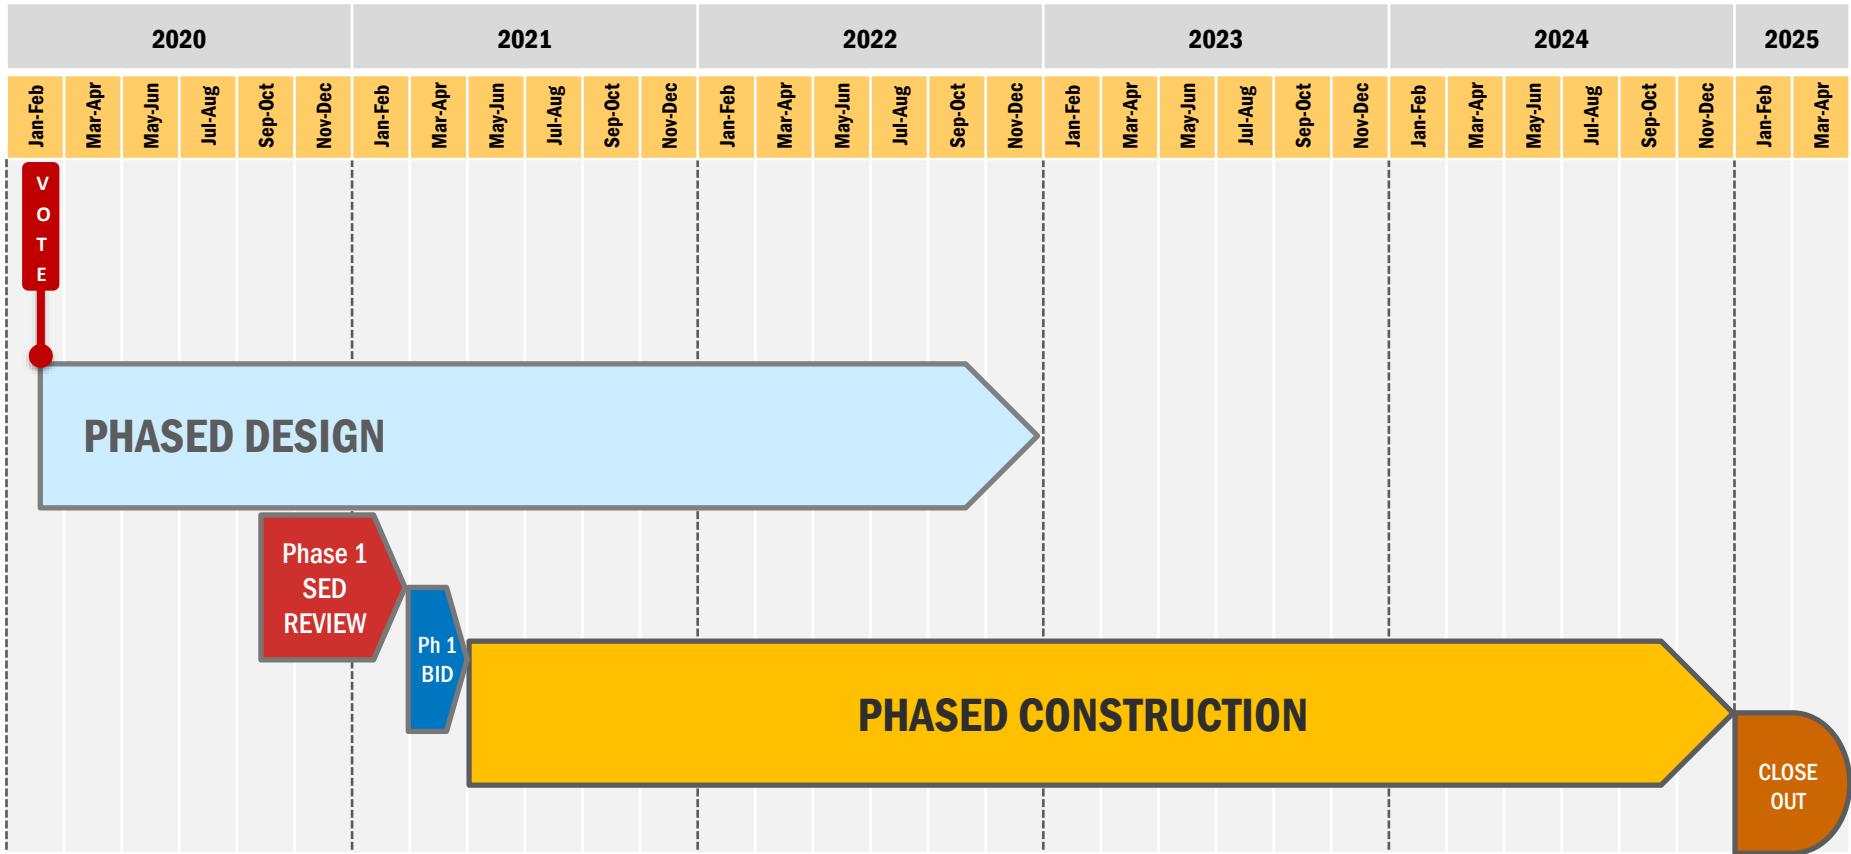 2020 2021 2022 2023 2024 2025
Jan-Feb Mar-Apr May-Jun Jul-Aug Sep-Oct Nov-Dec Jan-Feb Mar-Apr May-Jun Jul-Aug Sep-Oct Nov-Dec Jan-Feb Mar-Apr May-Jun Jul-Aug Sep-Oct Nov-Dec Jan-Feb Mar-Apr May-Jun Jul-Aug Sep-Oct Nov-Dec Jan-Feb Mar-Apr May-Jun Jul-Aug Sep-Oct Nov-Dec Jan-Feb Mar-Apr
V
O
T
E
PHASED DESIGN
Phase 1
SED
REVIEW
Ph 1
BID
PHASED CONSTRUCTION
CLOSE
OUT